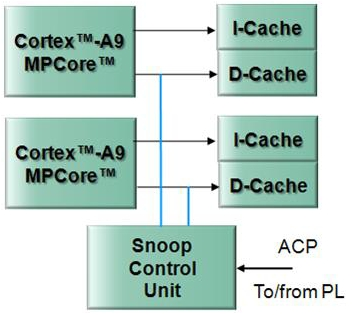 Cortex™-A9
MPCore™
I-Cache
D-Cache
Cortex™-A9
MPCore™
I-Cache
D-Cache
Snoop
Control
Unit
ACP
To/from PL